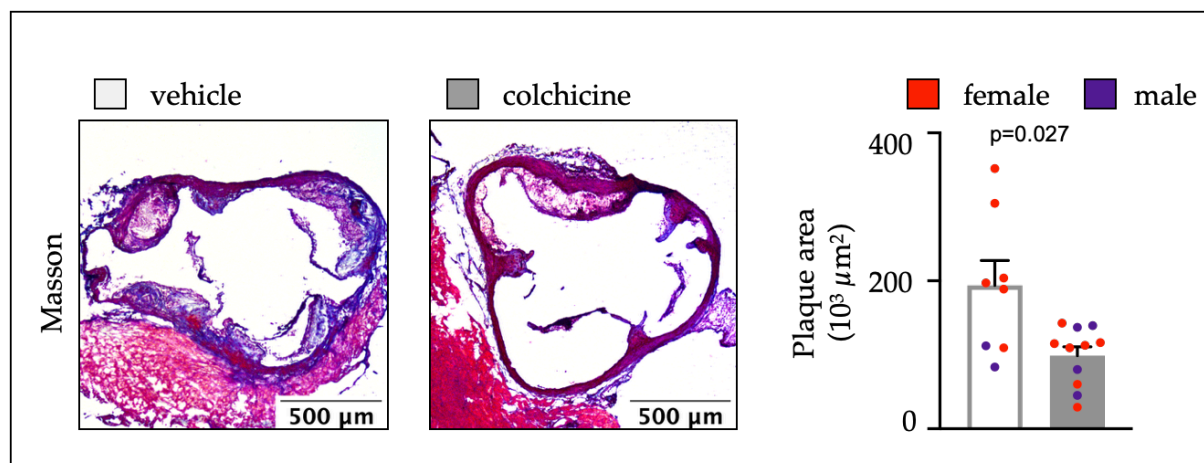 vehicle
colchicine
female
male
Masson
500 µm
500 µm
p=0.027
Plaque area
(10³ µm²)
400
200
0